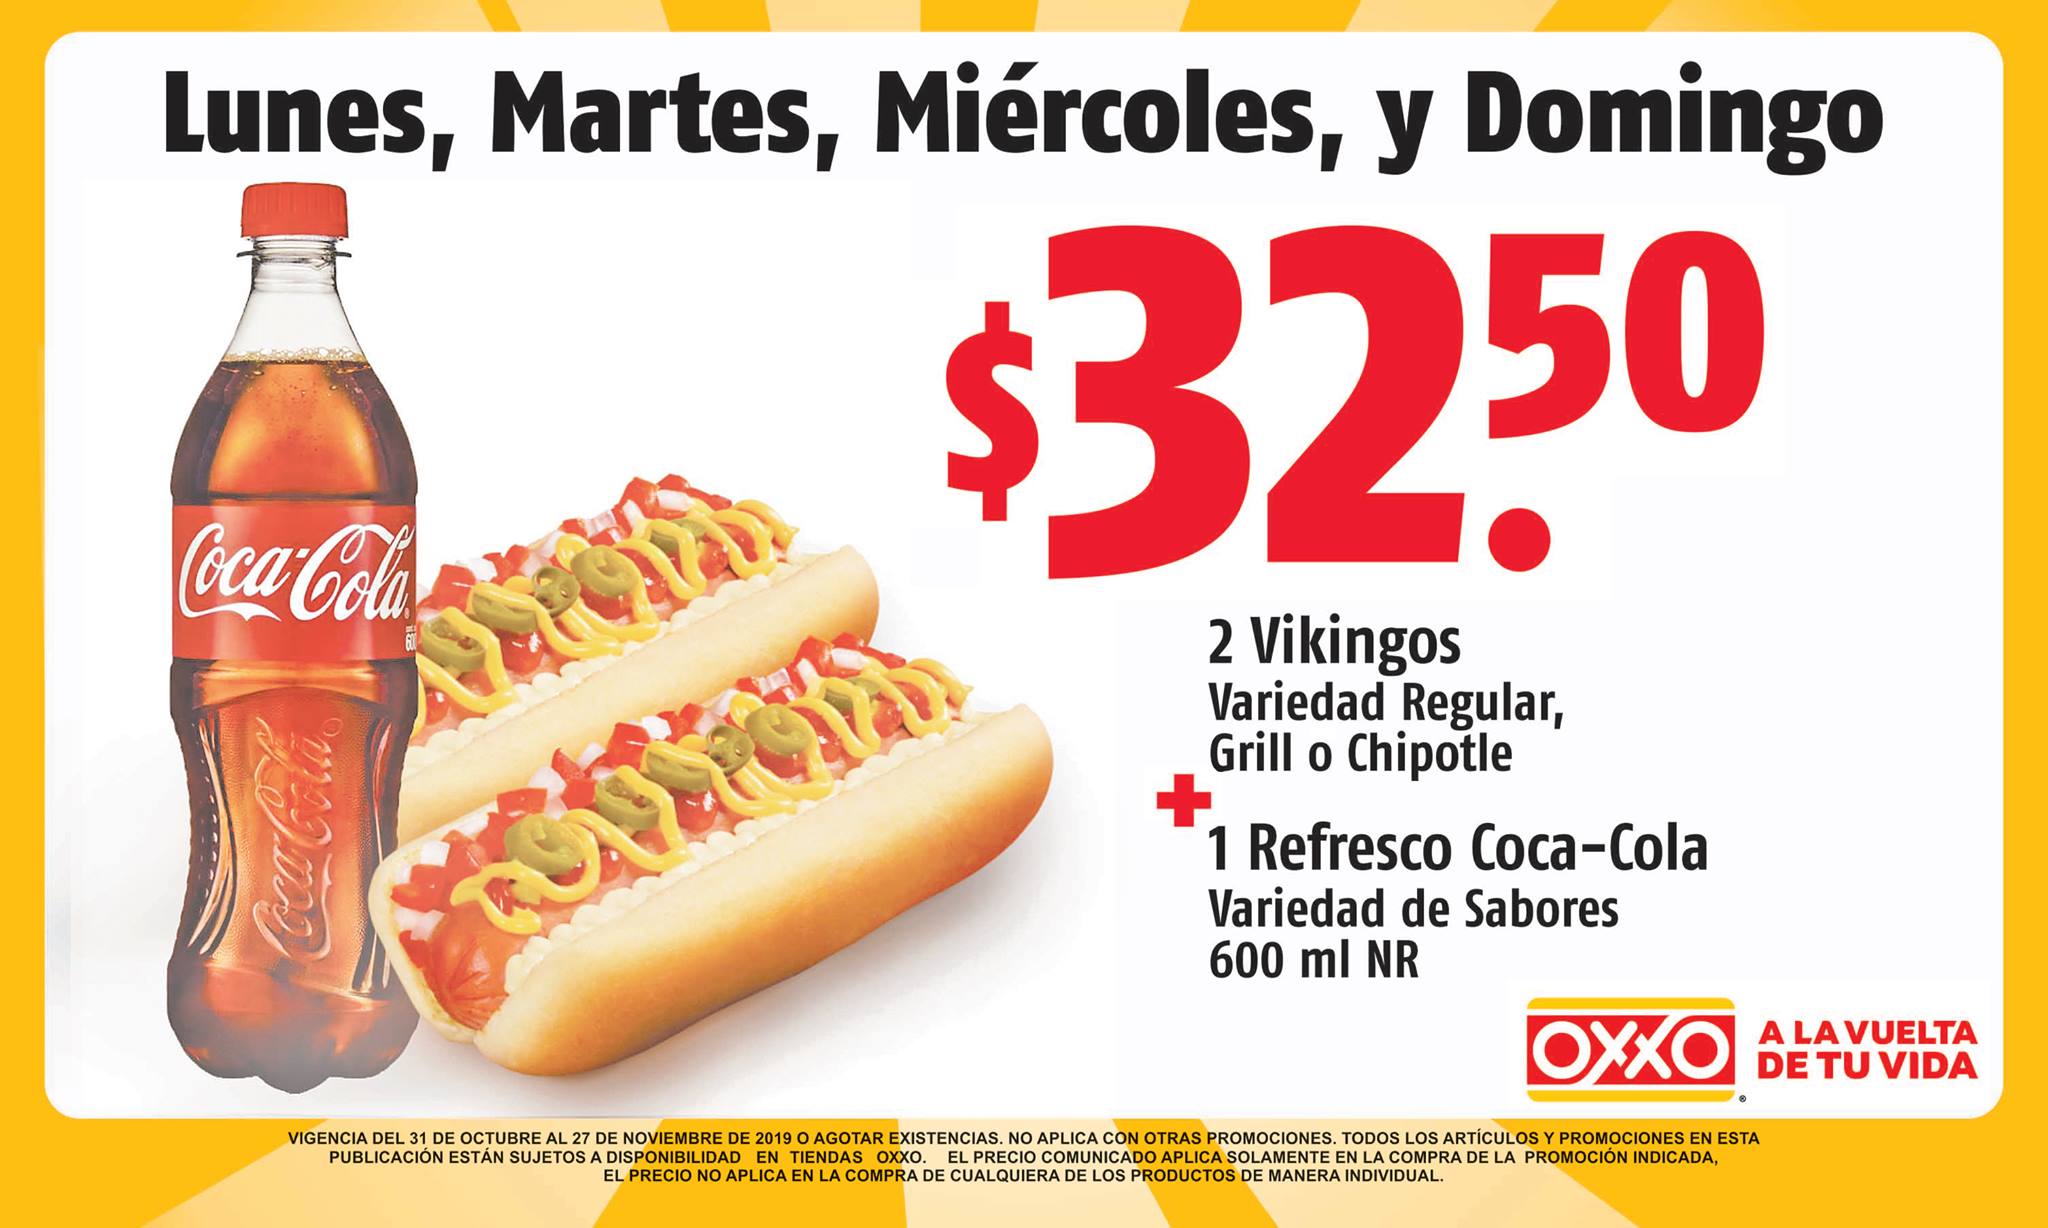 Lunes, Martes, Miércoles, y Domingo
$32.50
Coca-Cola
600
Coca-Cola
2 Vikingos
Variedad Regular,
Grill o Chipotle
+
1 Refresco Coca-Cola
Variedad de Sabores
600 ml NR
OXXO® A LA VUELTA
DE TU VIDA
VIGENCIA DEL 31 DE OCTUBRE AL 27 DE NOVIEMBRE DE 2019 O AGOTAR EXISTENCIAS. NO APLICA CON OTRAS PROMOCIONES. TODOS LOS ARTÍCULOS Y PROMOCIONES EN ESTA
PUBLICACIÓN ESTÁN SUJETOS A DISPONIBILIDAD EN TIENDAS OXXO. EL PRECIO COMUNICADO APLICA SOLAMENTE EN LA COMPRA DE LA PROMOCIÓN INDICADA,
EL PRECIO NO APLICA EN LA COMPRA DE CUALQUIERA DE LOS PRODUCTOS DE MANERA INDIVIDUAL.